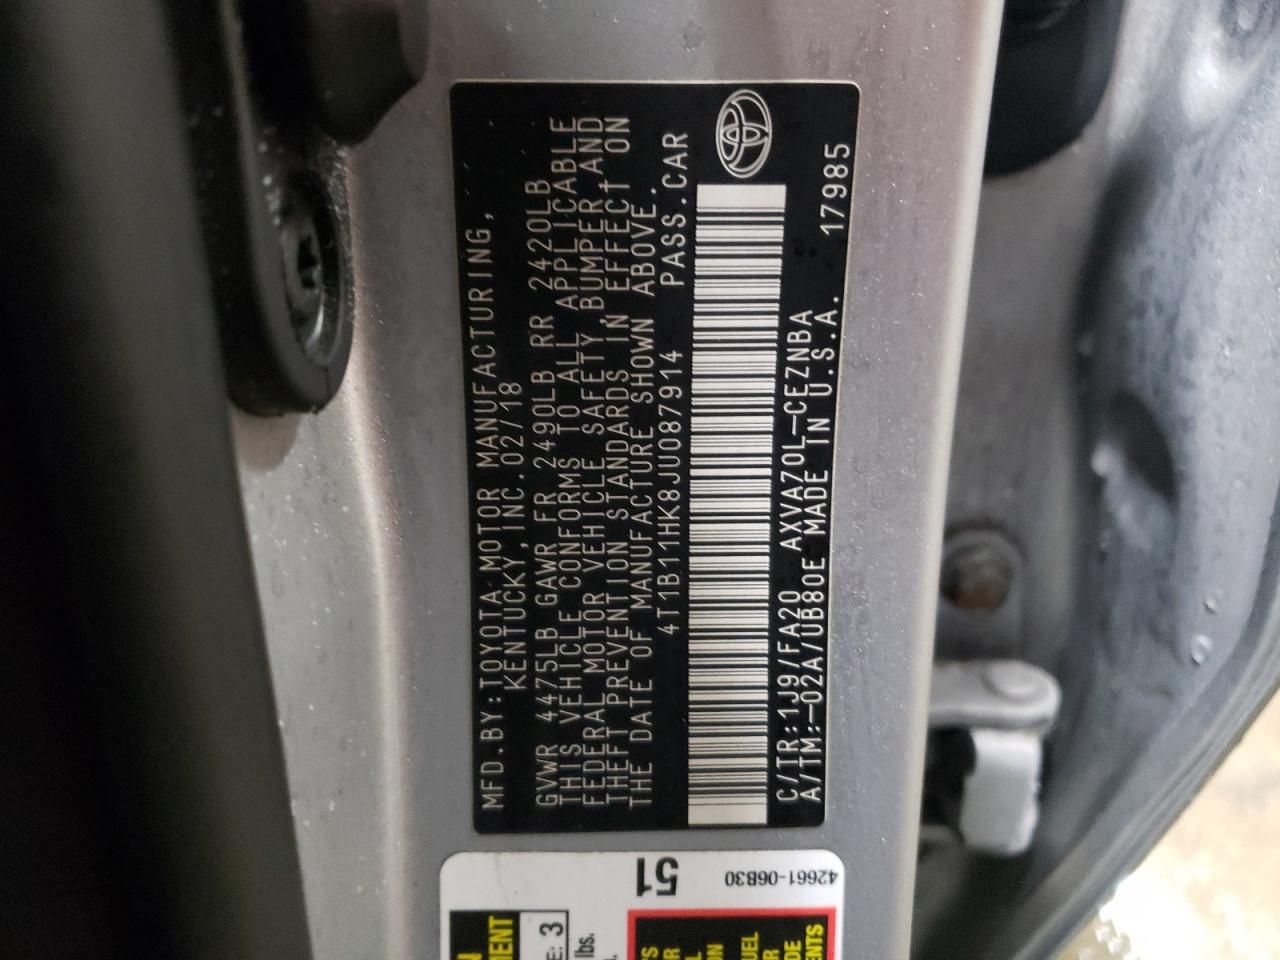 MFD.BY:TOYOTA MOTOR MANUFACTURING,
KENTUCKY,INC.02/18
GVWR 4475LB GAWR FR 2490LB RR 2420LB
THIS VEHICLE CONFORMS TO ALL APPLICABLE
FEDERAL MOTOR VEHICLE SAFETY,BUMPER,AND
THEFT PREVENTION STANDARDS IN EFFECT ON
THE DATE OF MANUFACTURE SHOWN ABOVE.
4T1B11HK8JU087914 PASS.CAR
C/TR:1J9/FA20 AXVA70L-CEZNBA
A/TM:-02A/UB80E MADE IN U.S.A. 17985
51
42661-06B30
3
lbs.